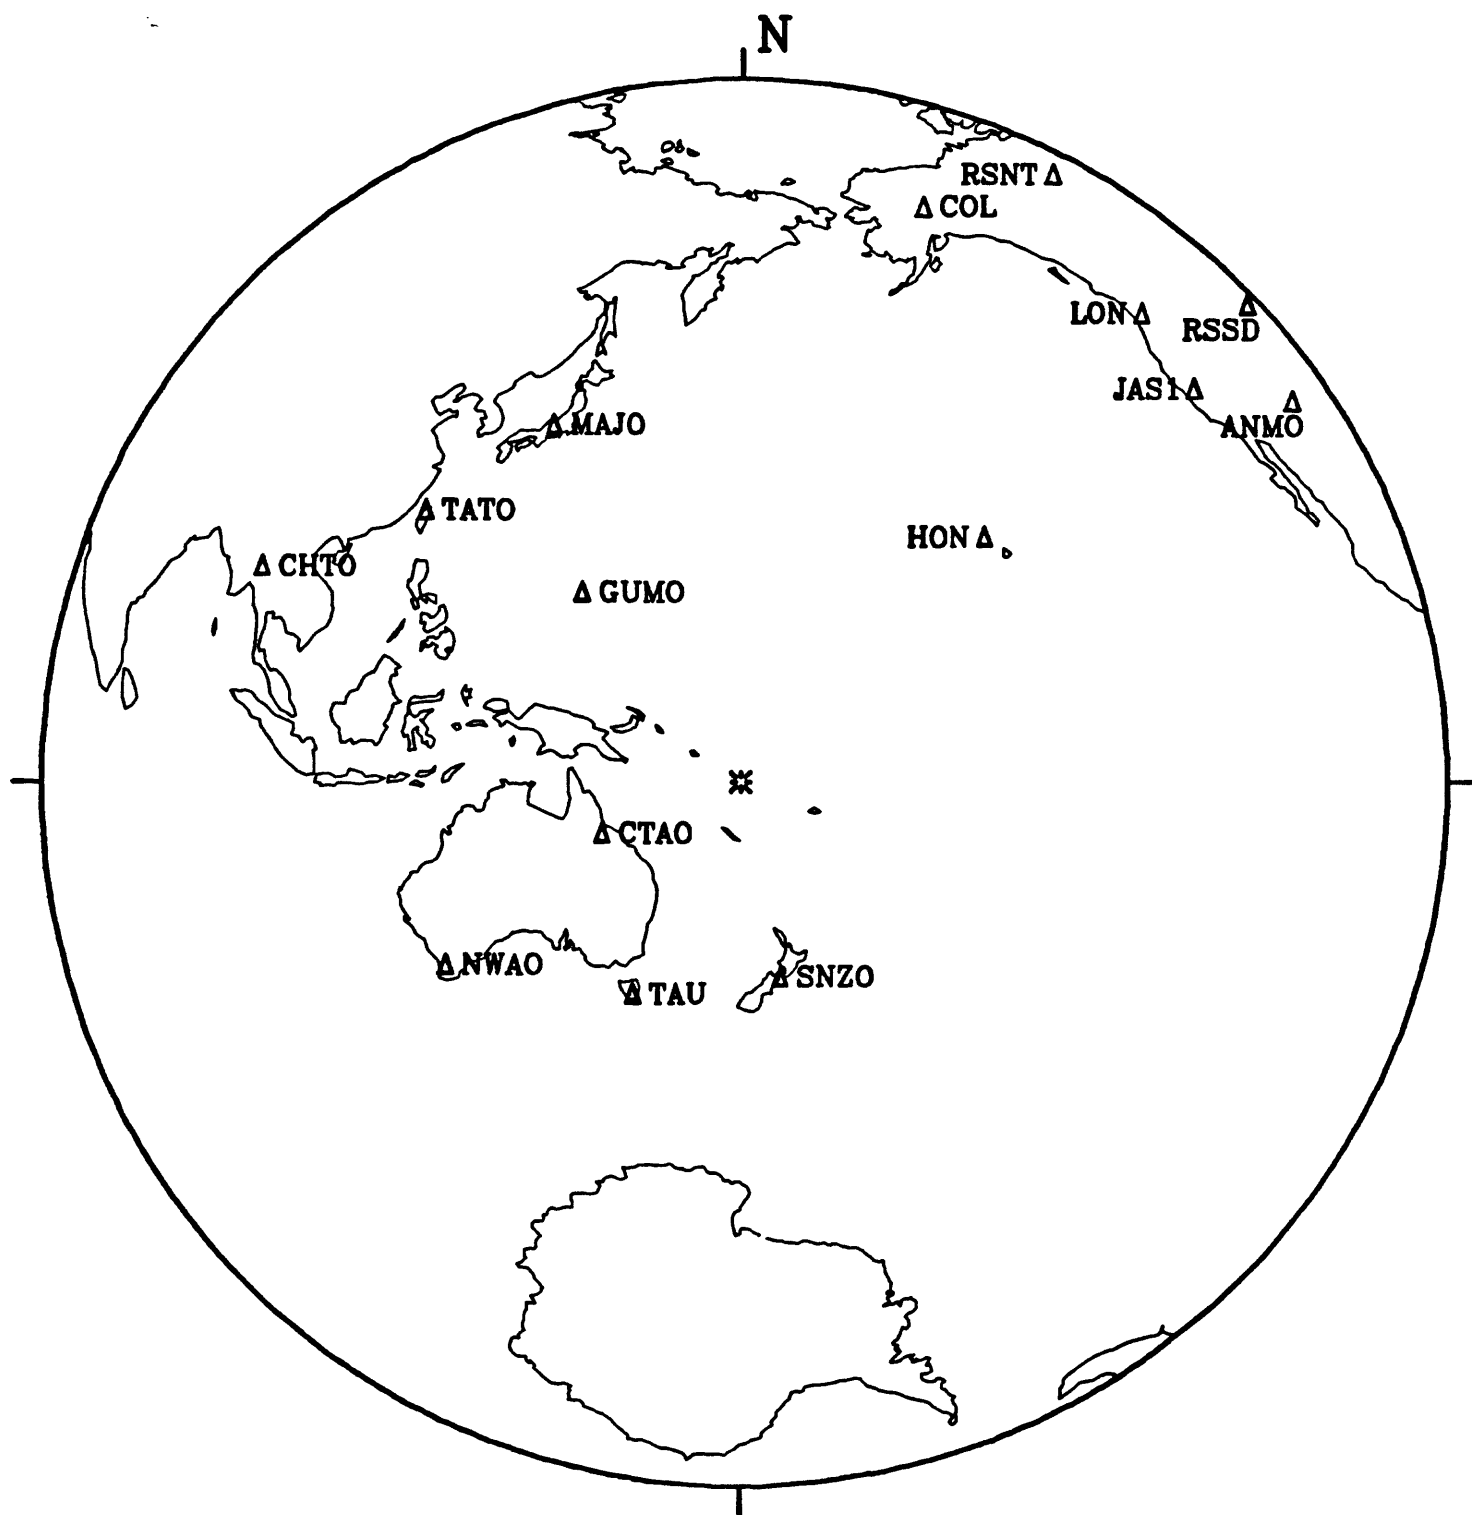 N
RSNT
COL
LON
RSSD
JAS1
ANMO
MAJO
TATO
HON
CHTO
GUMO
CTAO
NWAO
SNZO
TAU